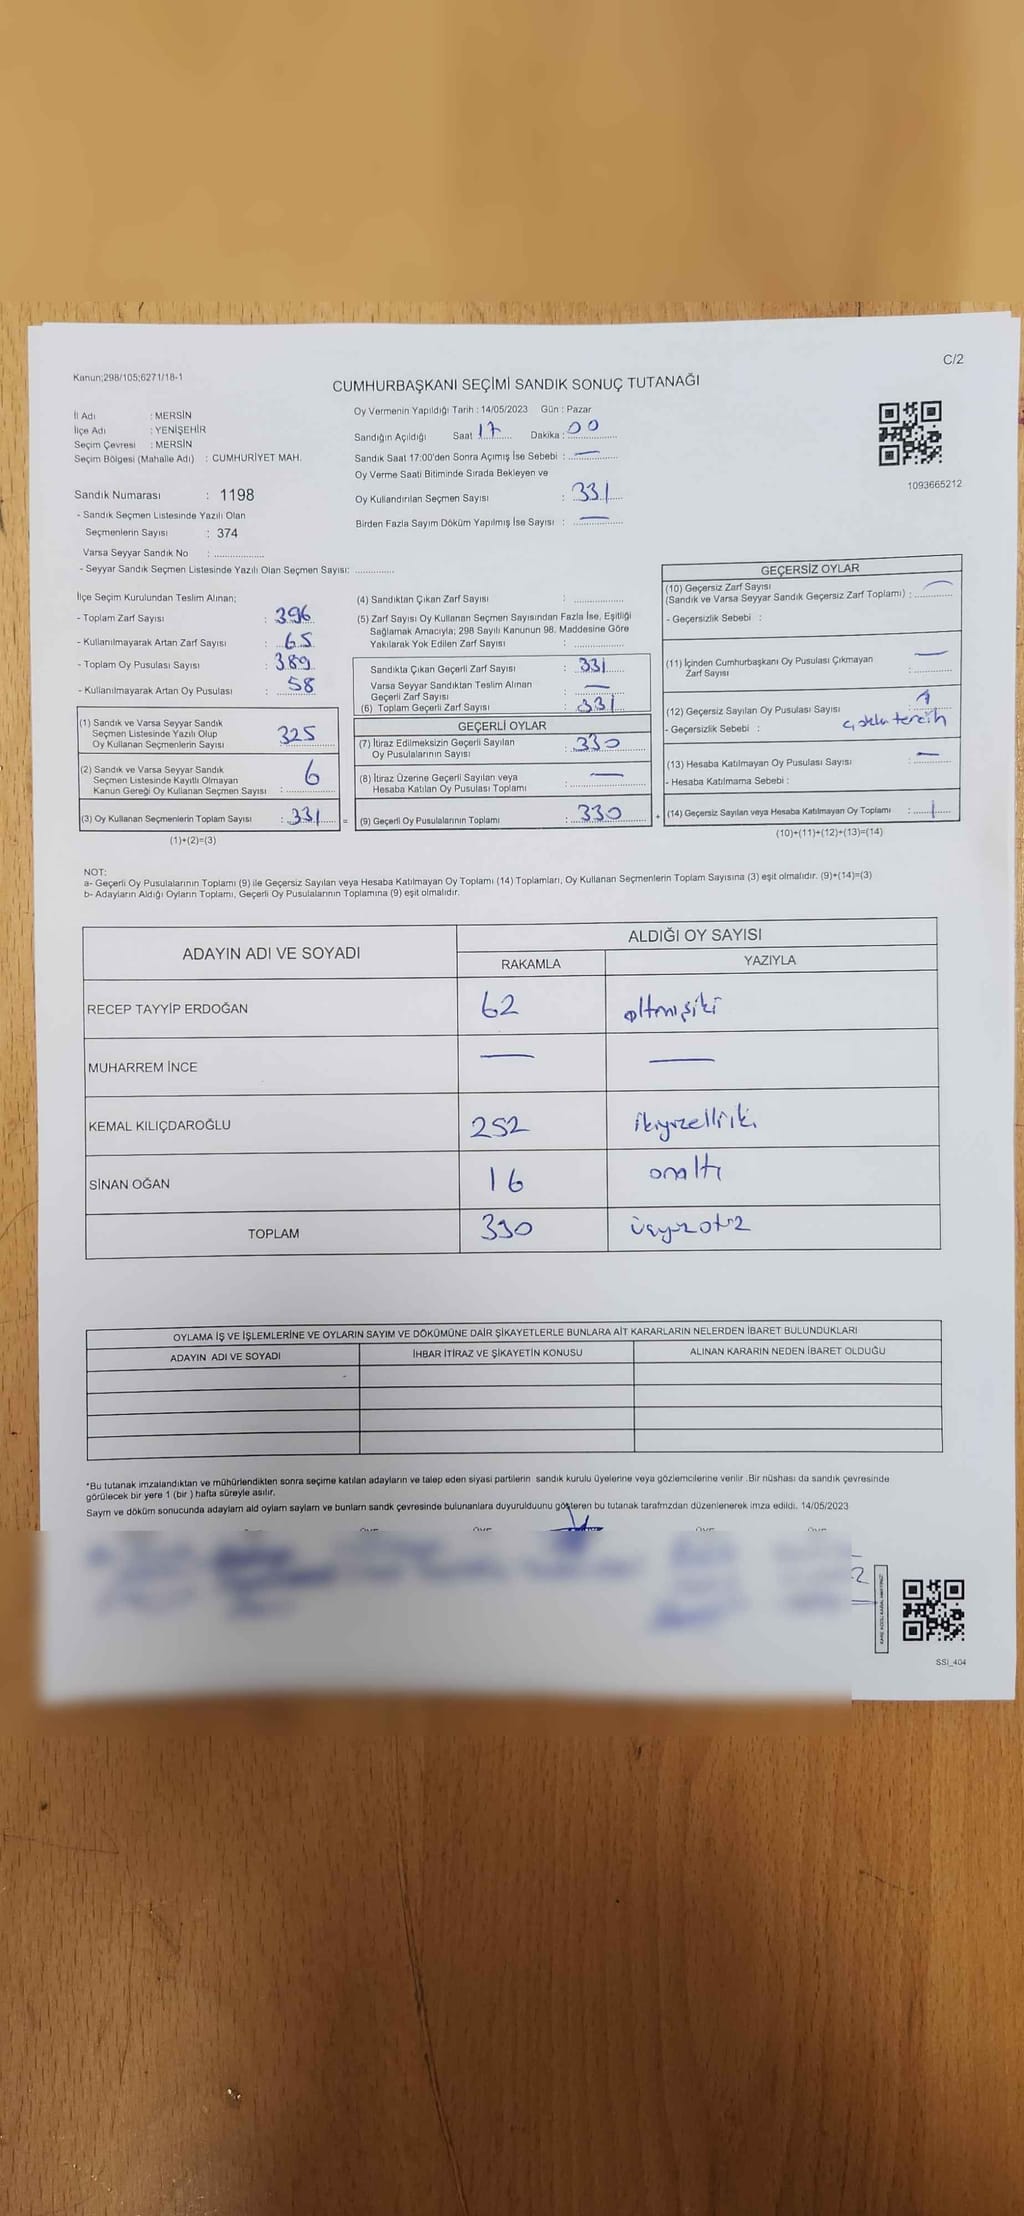 C/2
Kanun;298/105;6271/18-1
CUMHURBAŞKANI SEÇİMİ SANDIK SONUÇ TUTANAĞI
İl Adı : MERSİN
İlçe Adı : YENİŞEHİR
Seçim Çevresi : MERSİN
Seçim Bölgesi (Mahalle Adı) : CUMHURİYET MAH.
Sandık Numarası : 1198
- Sandık Seçmen Listesinde Yazılı Olan
Seçmenlerin Sayısı : 374
Varsa Seyyar Sandık No : ..................
- Seyyar Sandık Seçmen Listesinde Yazılı Olan Seçmen Sayısı: ..............
Oy Vermenin Yapıldığı Tarih : 14/05/2023 Gün : Pazar
Sandığın Açıldığı Saat 17 Dakika : 00
Sandık Saat 17:00'den Sonra Açımış İse Sebebi : —
Oy Verme Saati Bitiminde Sırada Bekleyen ve
Oy Kullandırılan Seçmen Sayısı : 331
Birden Fazla Sayım Döküm Yapılmış İse Sayısı : —
1093665212
İlçe Seçim Kurulundan Teslim Alınan;
- Toplam Zarf Sayısı : 396
- Kullanılmayarak Artan Zarf Sayısı : 65
- Toplam Oy Pusulası Sayısı : 389
- Kullanılmayarak Artan Oy Pusulası : 58
(1) Sandık ve Varsa Seyyar Sandık
Seçmen Listesinde Yazılı Olup
Oy Kullanan Seçmenlerin Sayısı : 325
(2) Sandık ve Varsa Seyyar Sandık
Seçmen Listesinde Kayıtlı Olmayan
Kanun Gereği Oy Kullanan Seçmen Sayısı : 6
(3) Oy Kullanan Seçmenlerin Toplam Sayısı : 331 =
(1)+(2)=(3)
(4) Sandıktan Çıkan Zarf Sayısı : ..................
(5) Zarf Sayısı Oy Kullanan Seçmen Sayısından Fazla İse, Eşitliği
Sağlamak Amacıyla; 298 Sayılı Kanunun 98. Maddesine Göre
Yakılarak Yok Edilen Zarf Sayısı : ..................
Sandıkta Çıkan Geçerli Zarf Sayısı : 331
Varsa Seyyar Sandıktan Teslim Alınan
Geçerli Zarf Sayısı : —
(6) Toplam Geçerli Zarf Sayısı : 331
GEÇERLİ OYLAR
(7) İtiraz Edilmeksizin Geçerli Sayılan
Oy Pusulalarının Sayısı : 330
(8) İtiraz Üzerine Geçerli Sayılan veya
Hesaba Katılan Oy Pusulası Toplamı : —
(9) Geçerli Oy Pusulalarının Toplamı : 330 +
GEÇERSİZ OYLAR
(10) Geçersiz Zarf Sayısı
(Sandık ve Varsa Seyyar Sandık Geçersiz Zarf Toplamı) : —
- Geçersizlik Sebebi :
(11) İçinden Cumhurbaşkanı Oy Pusulası Çıkmayan
Zarf Sayısı : —
(12) Geçersiz Sayılan Oy Pusulası Sayısı : 1
- Geçersizlik Sebebi : çoklu tercih
(13) Hesaba Katılmayan Oy Pusulası Sayısı : —
- Hesaba Katılmama Sebebi :
(14) Geçersiz Sayılan veya Hesaba Katılmayan Oy Toplamı : 1
(10)+(11)+(12)+(13)=(14)
NOT:
a- Geçerli Oy Pusulalarının Toplamı (9) ile Geçersiz Sayılan veya Hesaba Katılmayan Oy Toplamı (14) Toplamları, Oy Kullanan Seçmenlerin Toplam Sayısına (3) eşit olmalıdır. (9)+(14)=(3)
b- Adayların Aldığı Oyların Toplamı, Geçerli Oy Pusulalarının Toplamına (9) eşit olmalıdır.
ADAYIN ADI VE SOYADI ALDIĞI OY SAYISI
RAKAMLA YAZIYLA
RECEP TAYYİP ERDOĞAN 62 altmışiki
MUHARREM İNCE — —
KEMAL KILIÇDAROĞLU 252 ikiyüzelliiki
SİNAN OĞAN 16 onaltı
TOPLAM 330 üçyüzotuz
OYLAMA İŞ VE İŞLEMLERİNE VE OYLARIN SAYIM VE DÖKÜMÜNE DAİR ŞİKAYETLERLE BUNLARA AİT KARARLARIN NELERDEN İBARET BULUNDUKLARI
ADAYIN ADI VE SOYADI İHBAR İTİRAZ VE ŞİKAYETİN KONUSU ALINAN KARARIN NEDEN İBARET OLDUĞU
*Bu tutanak imzalandıktan ve mühürlendikten sonra seçime katılan adayların ve talep eden siyasi partilerin sandık kurulu üyelerine veya gözlemcilerine verilir .Bir nüshası da sandık çevresinde
görülecek bir yere 1 (bir ) hafta süreyle asılır.
Sayım ve döküm sonucunda adaylarn ald oylarn saylarn ve bunlarn sandk çevresinde bulunanlara duyurulduunu gösteren bu tutanak tarafmzdan düzenlenerek imza edildi. 14/05/2023
SSI_404